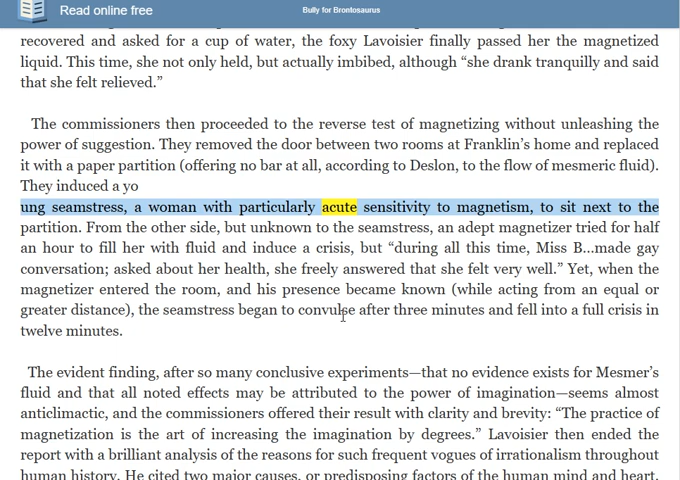 Read online free
Bully for Brontosaurus
recovered and asked for a cup of water, the foxy Lavoisier finally passed her the magnetized
liquid. This time, she not only held, but actually imbibed, although “she drank tranquilly and said
that she felt relieved.”
The commissioners then proceeded to the reverse test of magnetizing without unleashing the
power of suggestion. They removed the door between two rooms at Franklin’s home and replaced
it with a paper partition (offering no bar at all, according to Deslon, to the flow of mesmeric fluid).
They induced a yo
ung seamstress, a woman with particularly acute sensitivity to magnetism, to sit next to the
partition. From the other side, but unknown to the seamstress, an adept magnetizer tried for half
an hour to fill her with fluid and induce a crisis, but “during all this time, Miss B...made gay
conversation; asked about her health, she freely answered that she felt very well.” Yet, when the
magnetizer entered the room, and his presence became known (while acting from an equal or
greater distance), the seamstress began to convulse after three minutes and fell into a full crisis in
twelve minutes.
The evident finding, after so many conclusive experiments—that no evidence exists for Mesmer’s
fluid and that all noted effects may be attributed to the power of imagination—seems almost
anticlimactic, and the commissioners offered their result with clarity and brevity: “The practice of
magnetization is the art of increasing the imagination by degrees.” Lavoisier then ended the
report with a brilliant analysis of the reasons for such frequent vogues of irrationalism throughout
human history. He cited two major causes, or predisposing factors of the human mind and heart.